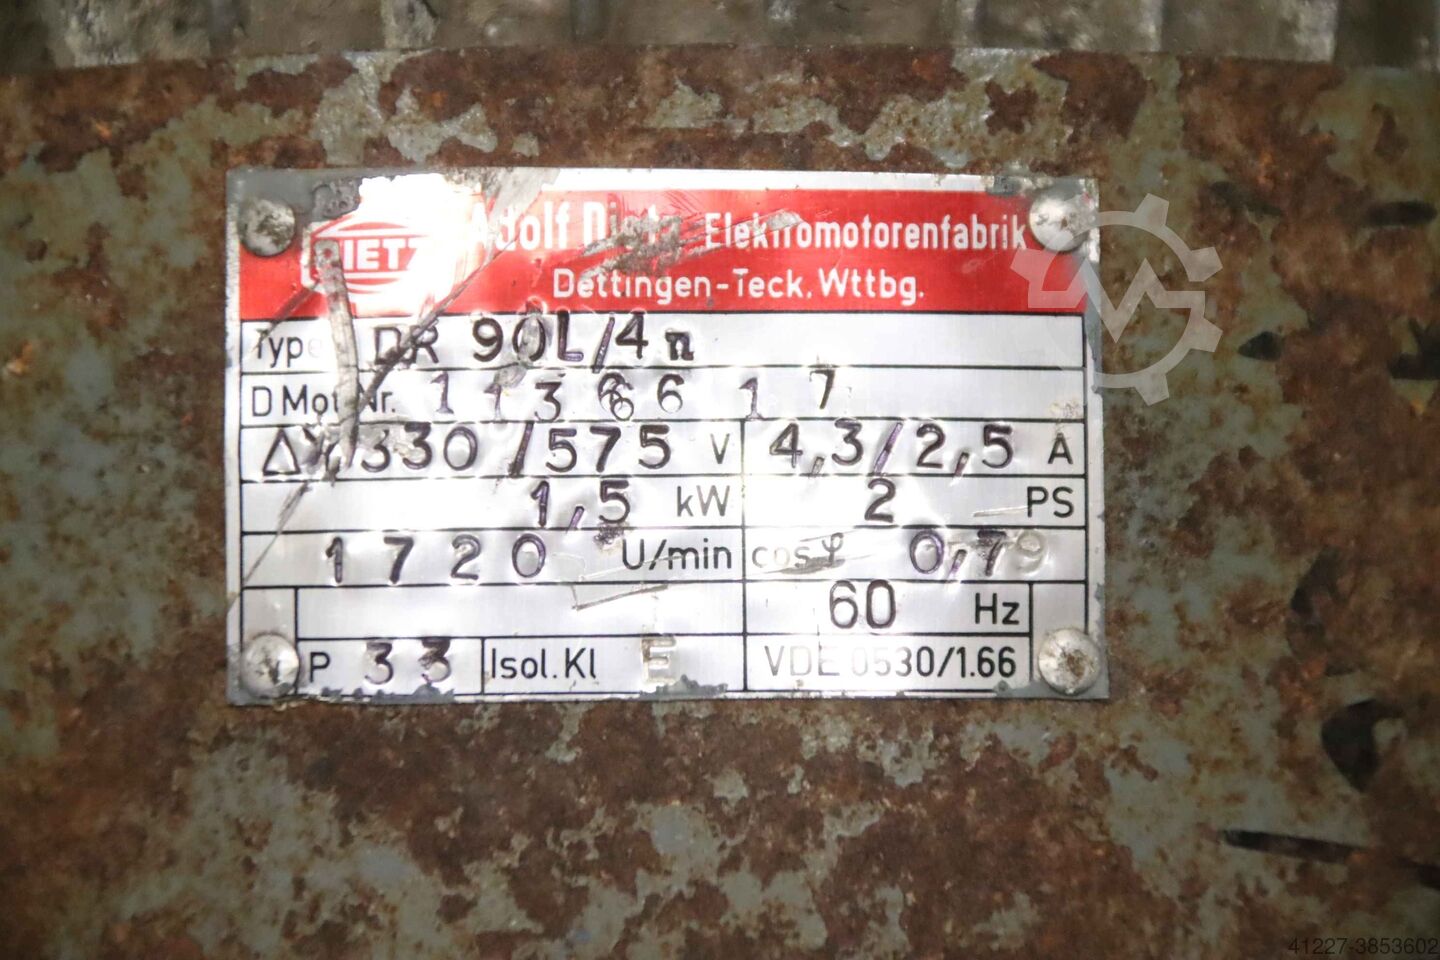 DIETZ
Adolf Dietz Elektromotorenfabrik
Dettingen-Teck, Wttbg.
Type DR 90L/4n
D Mot Nr. 113666 17
△Y 330/575 V 4,3/2,5 A
1,5 kW 2 PS
1720 U/min cos φ 0,79
60 Hz
P 33 Isol.Kl E VDE 0530/1.66
41227-3853602